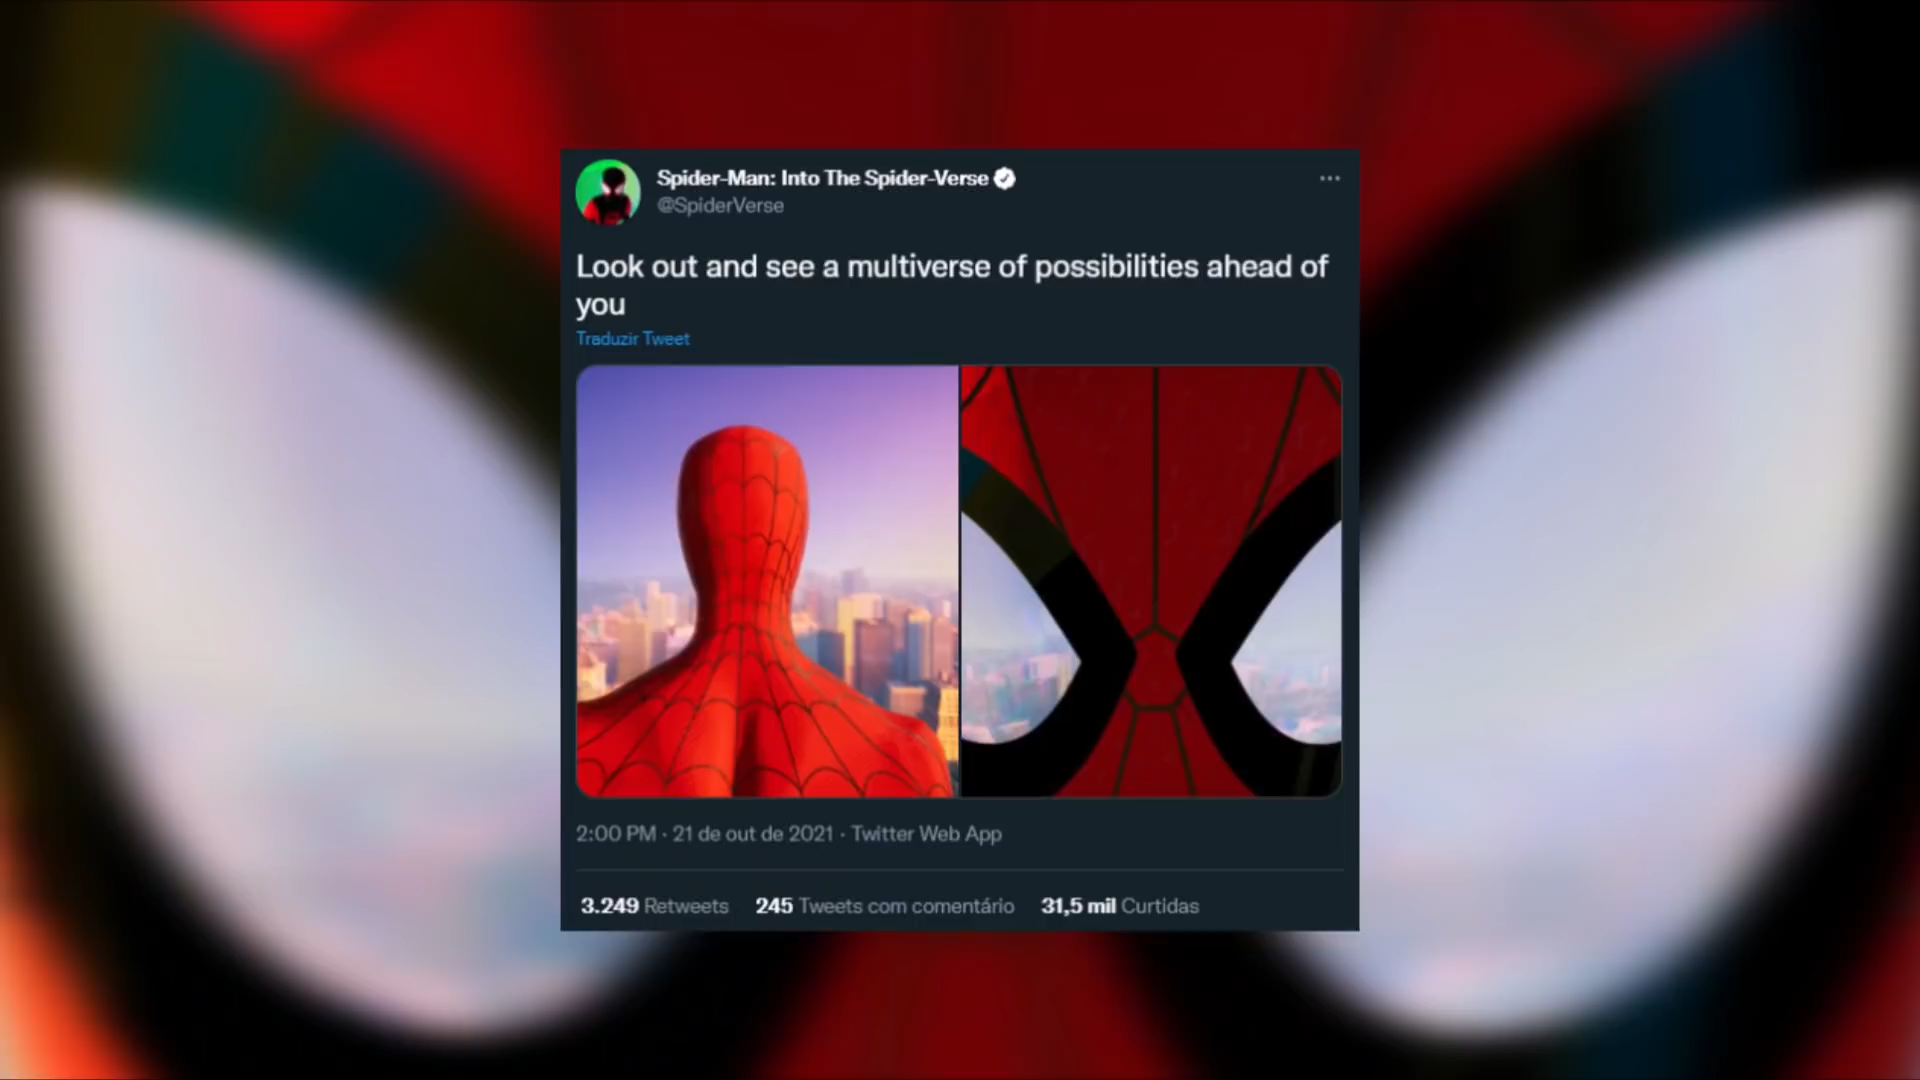 Spider-Man: Into The Spider-Verse
@SpiderVerse
Look out and see a multiverse of possibilities ahead of
you
Traduzir Tweet
2:00 PM · 21 de out de 2021 · Twitter Web App
3.249 Retweets 245 Tweets com comentário 31,5 mil Curtidas